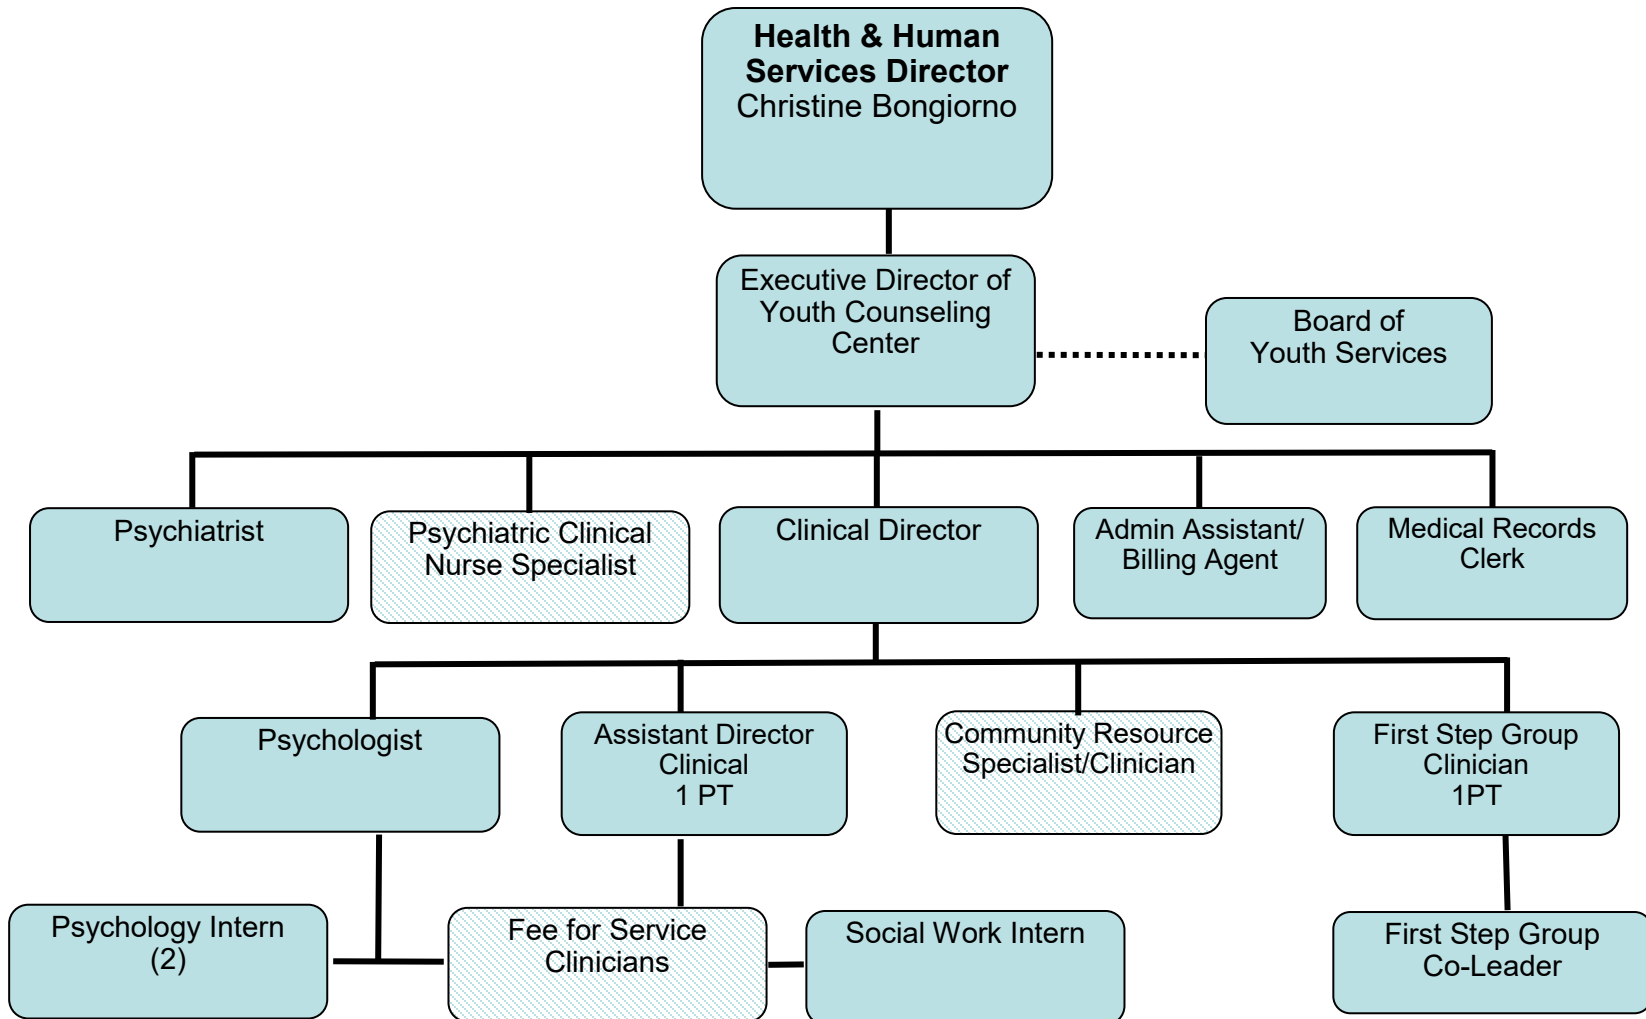 Health & Human
Services Director
Christine Bongiorno
Executive Director of
Youth Counseling
Center
Board of
Youth Services
Psychiatrist
Psychiatric Clinical
Nurse Specialist
Clinical Director
Admin Assistant/
Billing Agent
Medical Records
Clerk
Psychologist
Assistant Director
Clinical
1 PT
Community Resource
Specialist/Clinician
First Step Group
Clinician
1PT
Psychology Intern
(2)
Fee for Service
Clinicians
Social Work Intern
First Step Group
Co-Leader